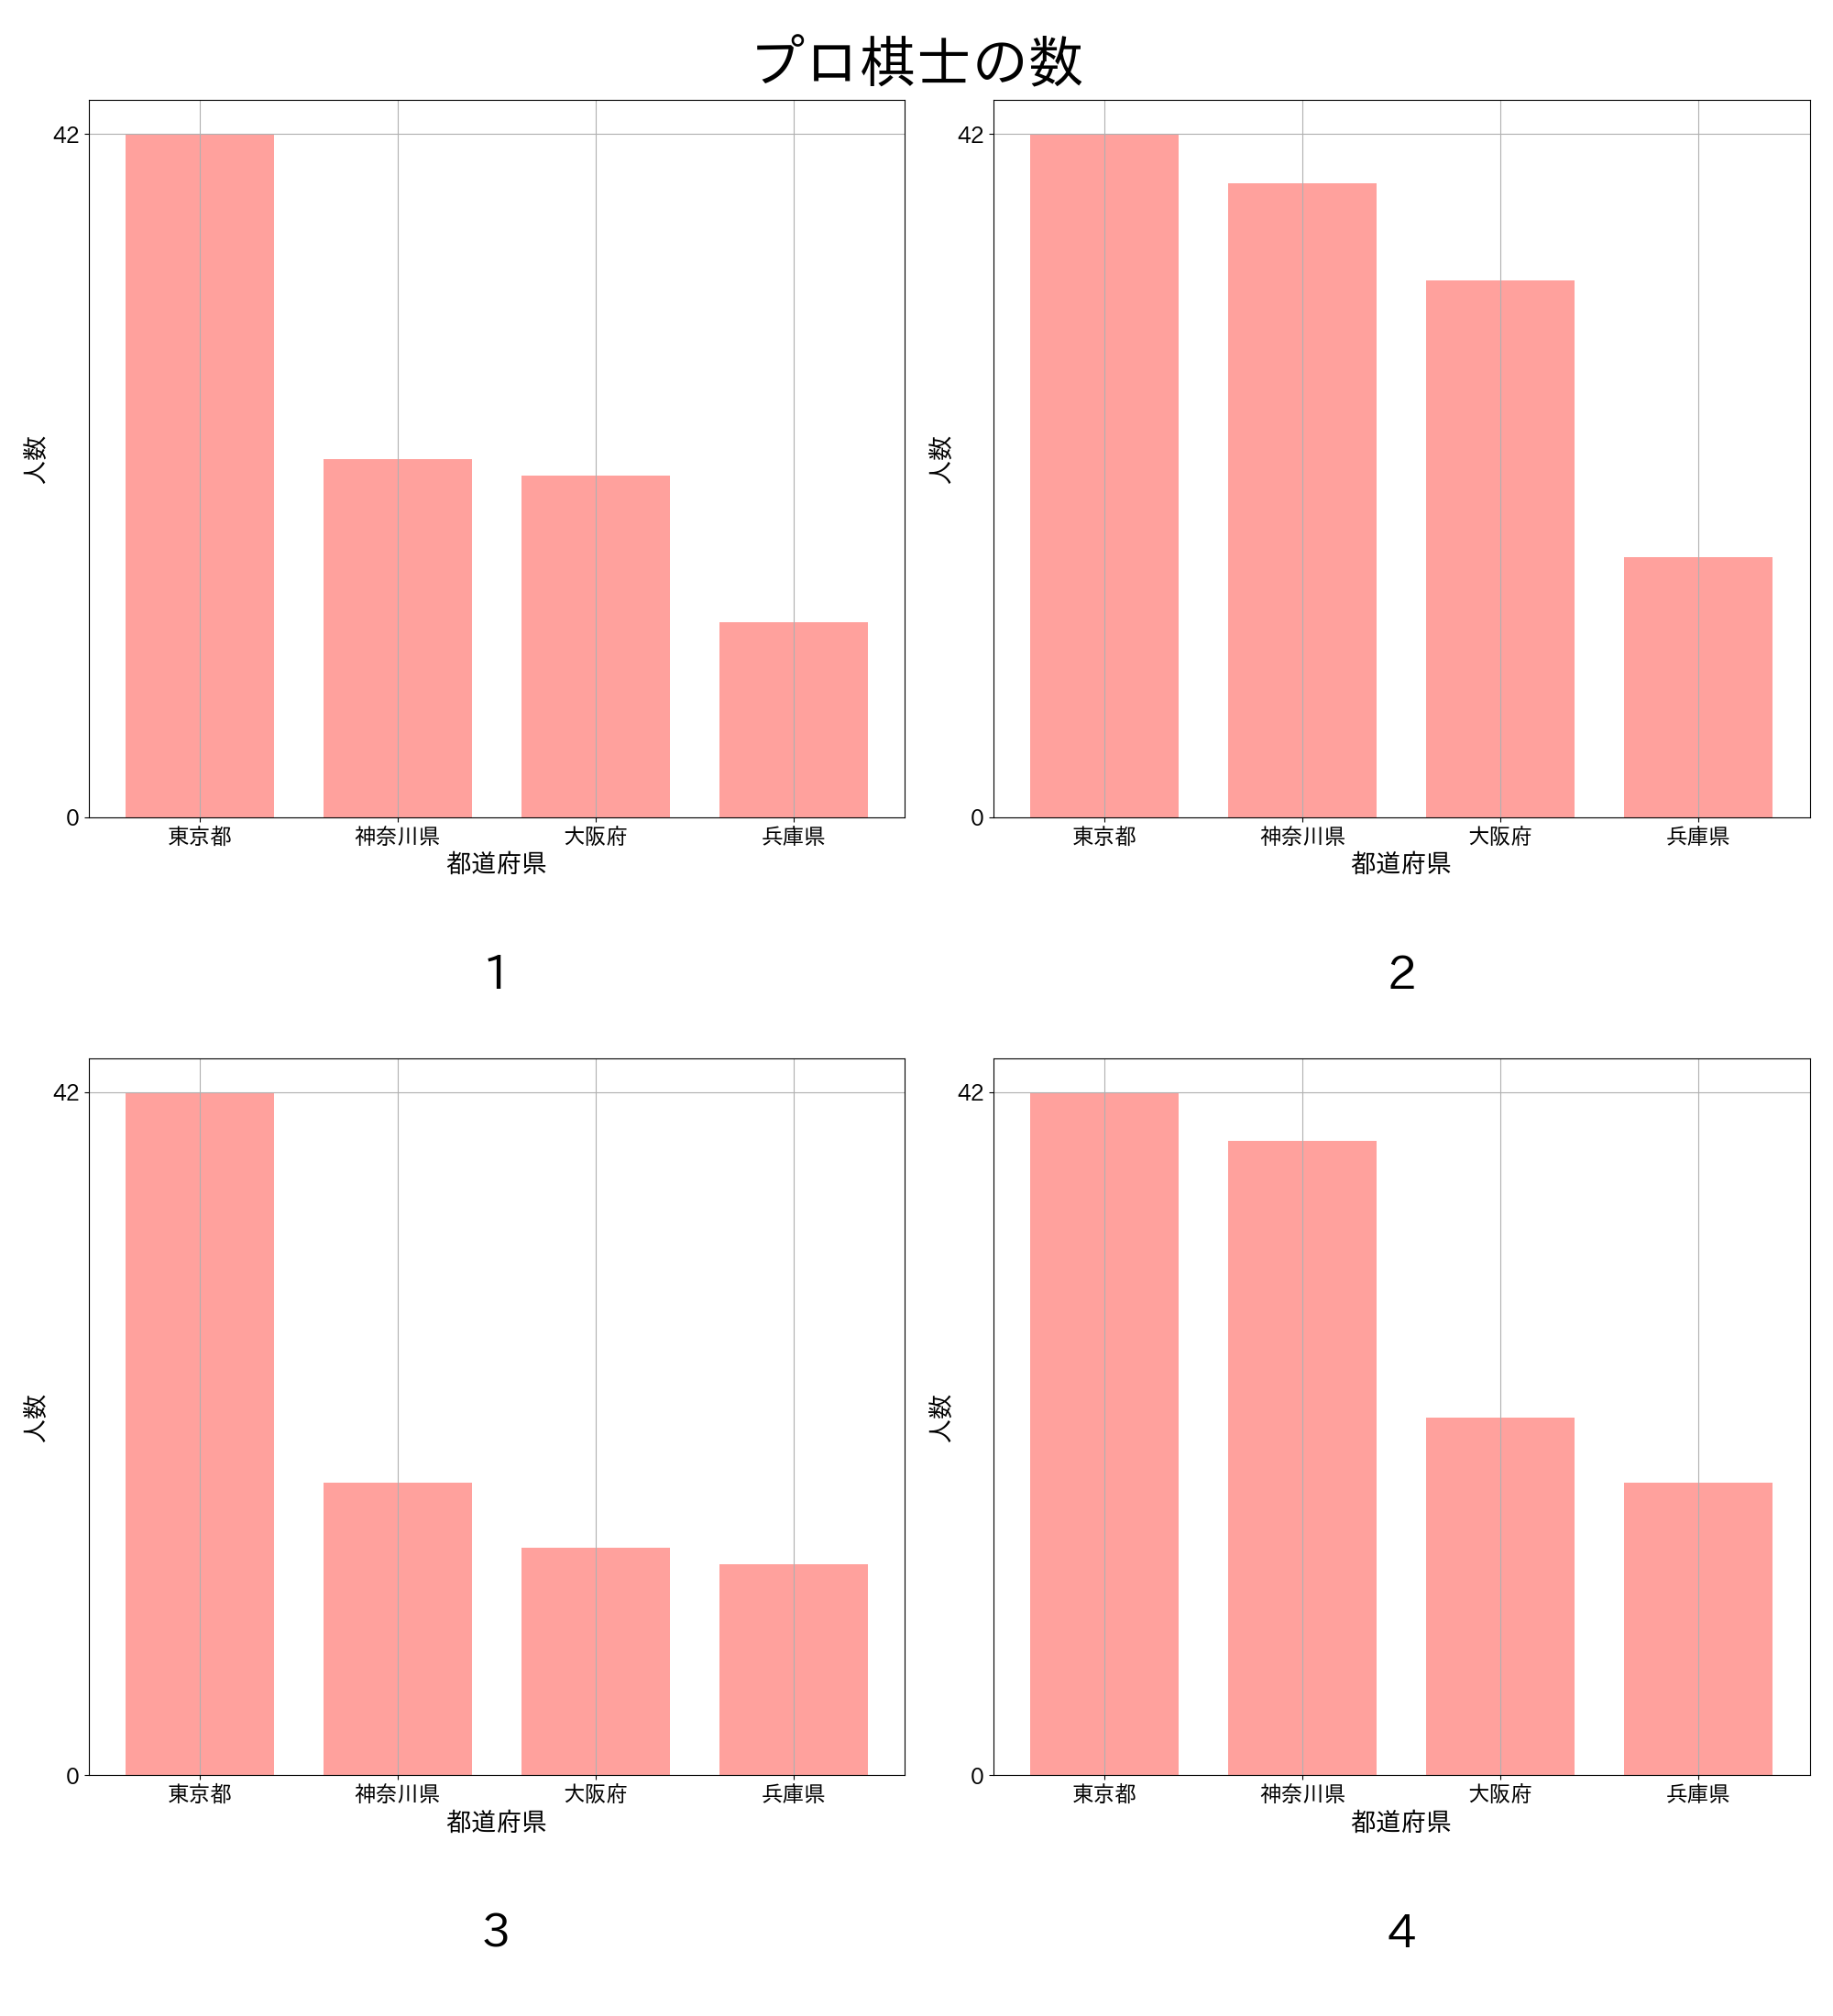 プロ棋士の数
42
人数
0
東京都 神奈川県 大阪府 兵庫県
都道府県
1
42
人数
0
東京都 神奈川県 大阪府 兵庫県
都道府県
2
42
人数
0
東京都 神奈川県 大阪府 兵庫県
都道府県
3
42
人数
0
東京都 神奈川県 大阪府 兵庫県
都道府県
4